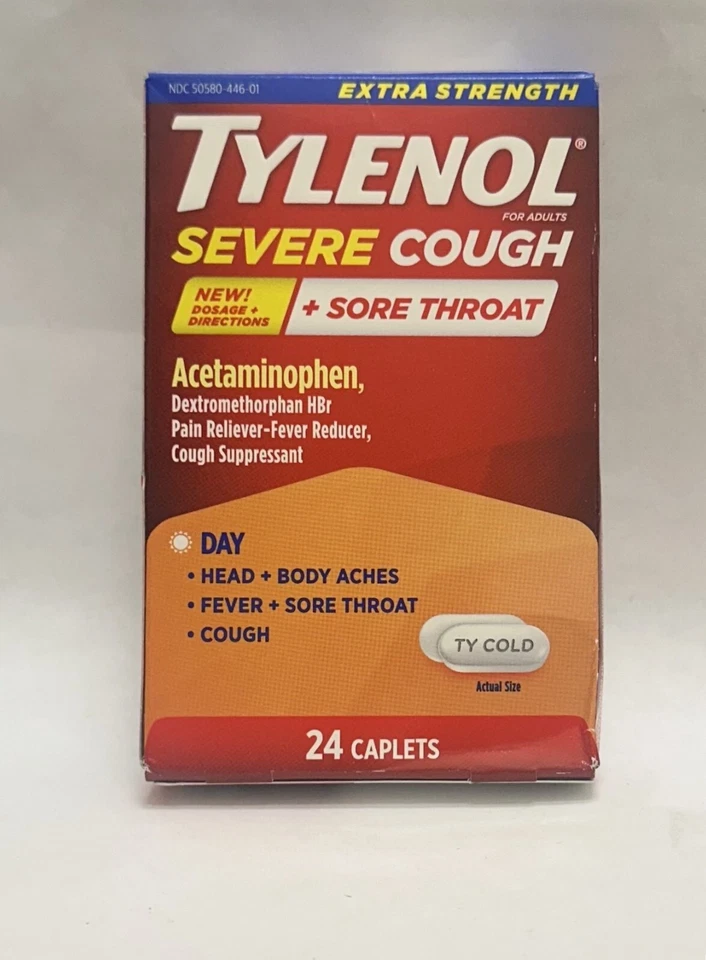 NDC 50580-446-01
EXTRA STRENGTH
TYLENOL®
FOR ADULTS
SEVERE COUGH
NEW!
DOSAGE +
DIRECTIONS
+ SORE THROAT
Acetaminophen,
Dextromethorphan HBr
Pain Reliever-Fever Reducer,
Cough Suppressant
DAY
• HEAD + BODY ACHES
• FEVER + SORE THROAT
• COUGH
TY COLD
Actual Size
24 CAPLETS